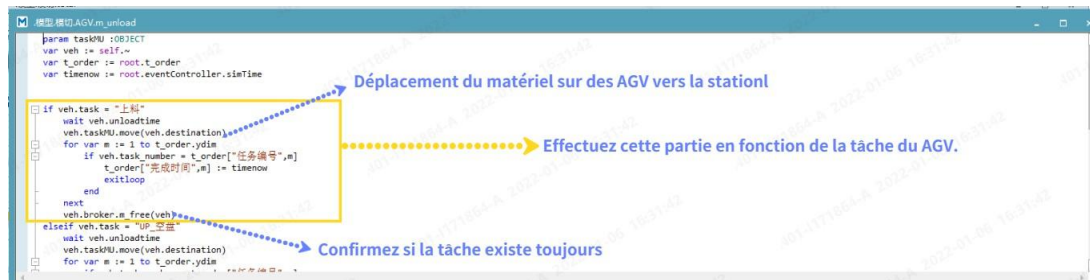 .模型.模切.AGV.m_unload
param taskMU :OBJECT
var veh := self.~
var t_order := root.t_order
var timenow := root.eventController.simTime
Déplacement du matériel sur des AGV vers la stationl
if veh.task = "上料"
wait veh.unloadtime
veh.taskMU.move(veh.destination)
for var m := 1 to t_order.ydim
Effectuez cette partie en fonction de la tâche du AGV.
if veh.task_number = t_order["任务编号",m]
t_order["完成时间",m] := timenow
exitloop
end
next
veh.broker.m_free(veh)
elseif veh.task = "UP_空盘"
wait veh.unloadtime
Confirmez si la tâche existe toujours
veh.taskMU.move(veh.destination)
for var m := 1 to t_order.ydim